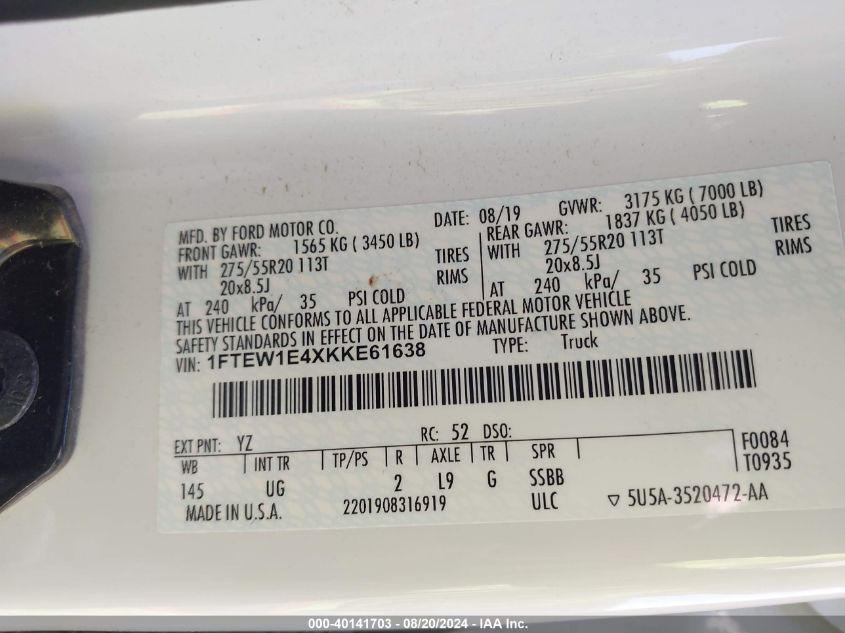 MFD. BY FORD MOTOR CO. DATE: 08/19 GVWR: 3175 KG ( 7000 LB)
FRONT GAWR: 1565 KG ( 3450 LB) REAR GAWR: 1837 KG ( 4050 LB)
WITH 275/55R20 113T TIRES WITH 275/55R20 113T TIRES
20x8.5J RIMS 20x8.5J RIMS
AT 240 kPa/ 35 PSI COLD AT 240 kPa/ 35 PSI COLD
THIS VEHICLE CONFORMS TO ALL APPLICABLE FEDERAL MOTOR VEHICLE
SAFETY STANDARDS IN EFFECT ON THE DATE OF MANUFACTURE SHOWN ABOVE.
VIN: 1FTEW1E4XKKE61638 TYPE: Truck
EXT PNT: YZ RC: 52 DSO:
WB INT TR TP/PS R AXLE TR SPR F0084
145 UG 2 L9 G SSBB T0935
MADE IN U.S.A. 2201908316919 ULC ▽ 5U5A-3520472-AA
000-40141703 - 08/20/2024 - IAA Inc.